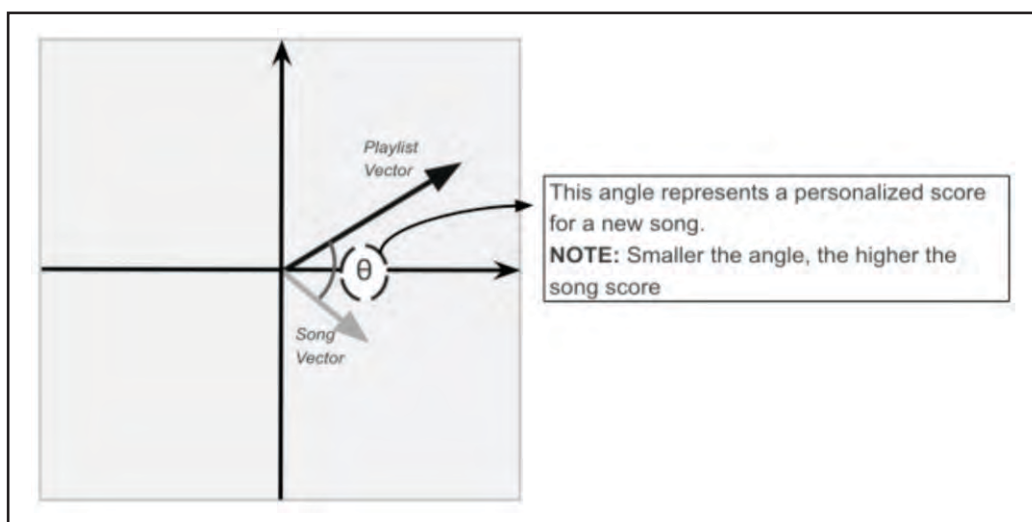 Playlist
Vector
This angle represents a personalized score
for a new song.
NOTE: Smaller the angle, the higher the
song score
θ
Song
Vector